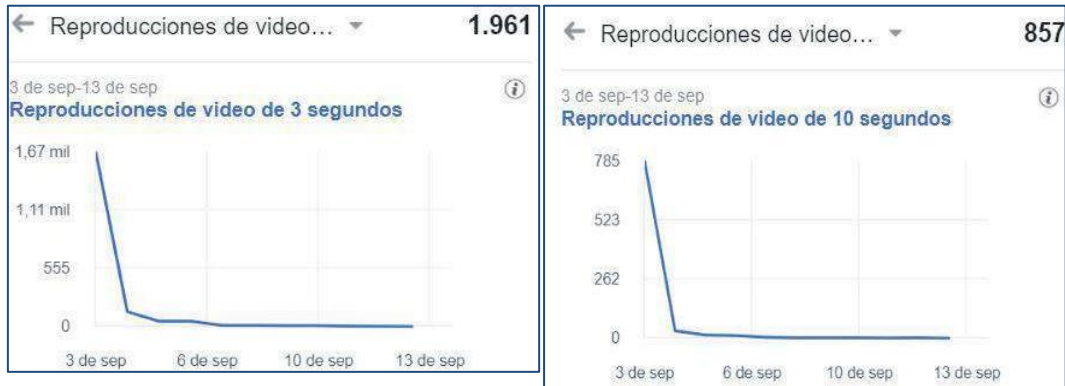 ← Reproducciones de video... 1.961
3 de sep-13 de sep
Reproducciones de video de 3 segundos
1,67 mil
1,11 mil
555
0
3 de sep 6 de sep 10 de sep 13 de sep
← Reproducciones de video... 857
3 de sep-13 de sep
Reproducciones de video de 10 segundos
785
523
262
0
3 de sep 6 de sep 10 de sep 13 de sep